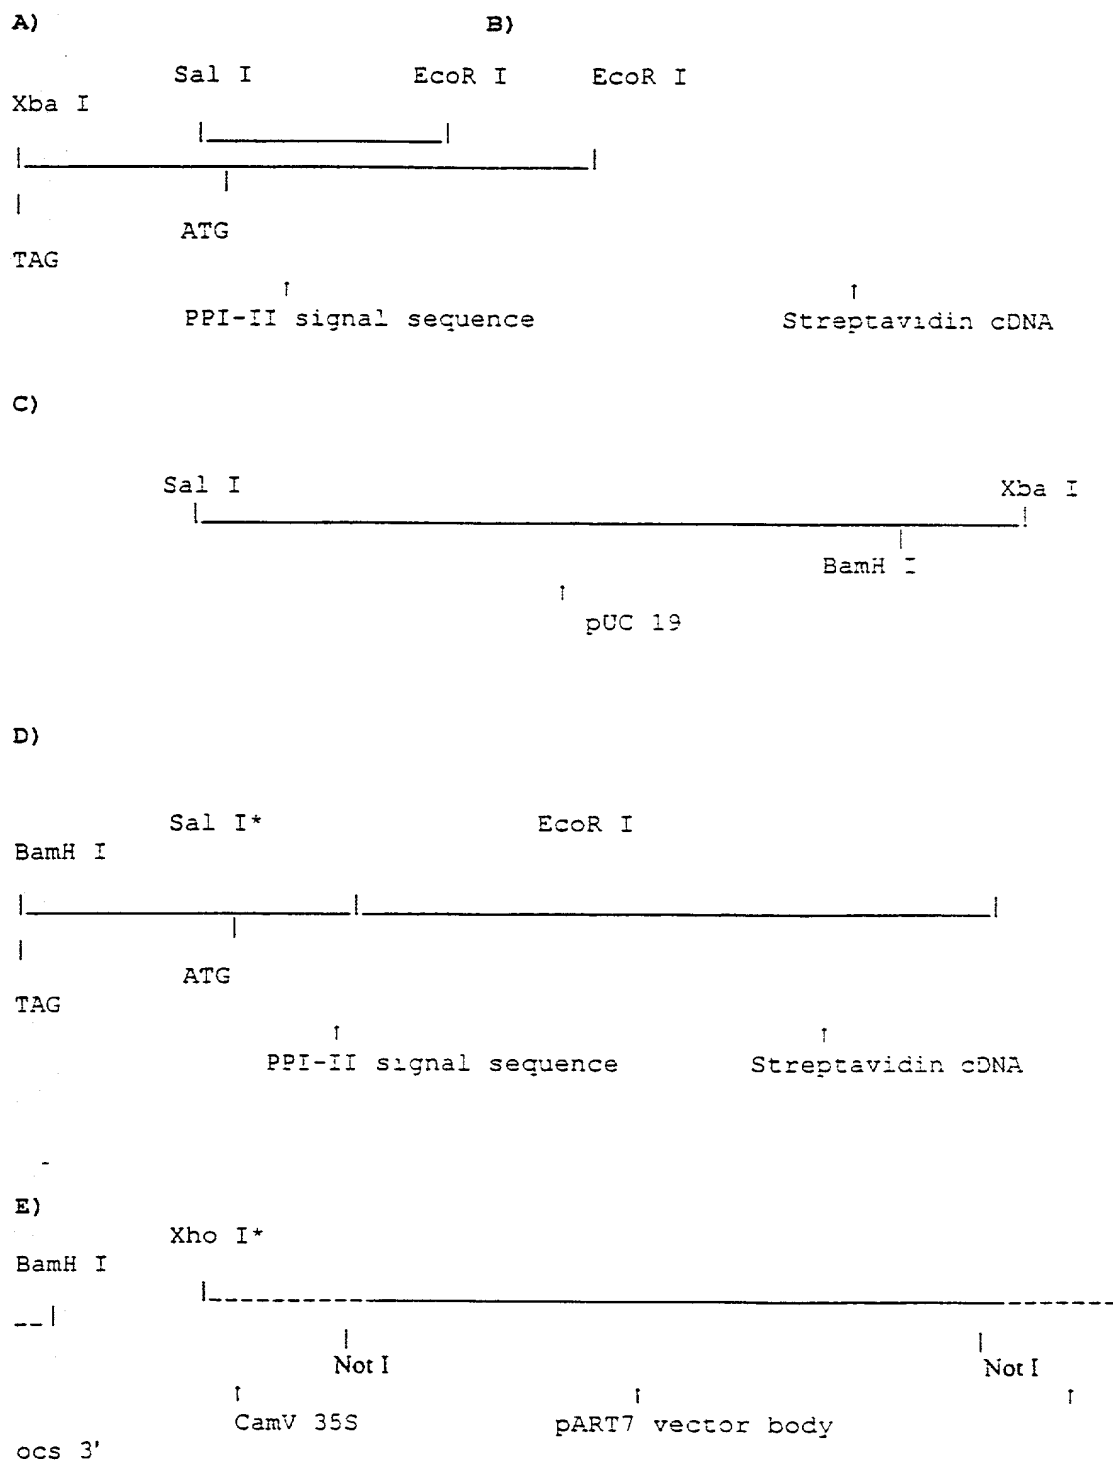 A) B)
Sal I EcoR I EcoR I
Xba I
ATG
TAG
PPI-II signal sequence Streptavidin cDNA
C)
Sal I Xba I
BamH I
pUC 19
D)
Sal I* EcoR I
BamH I
ATG
TAG
PPI-II signal sequence Streptavidin cDNA
E)
Xho I*
BamH I
Not I Not I
CamV 35S pART7 vector body
ocs 3'